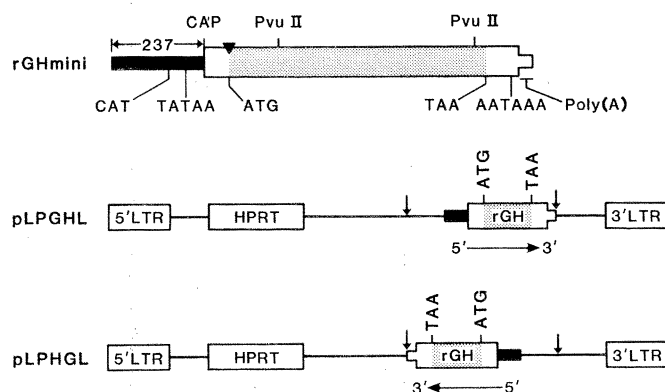 CAP Pvu II Pvu II
237
rGHmini
CAT TATAA ATG TAA AATAAA Poly(A)
ATG TAA
pLPGHL 5'LTR HPRT rGH 3'LTR
5' 3'
TAA ATG
pLPHGL 5'LTR HPRT rGH 3'LTR
3' 5'